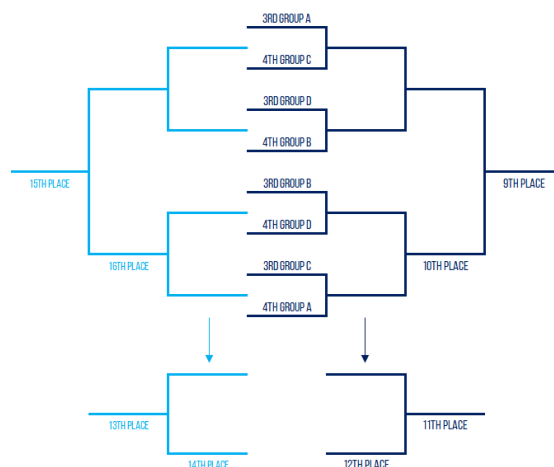 3RD GROUP A
4TH GROUP C
3RD GROUP D
4TH GROUP B
15TH PLACE
3RD GROUP B
9TH PLACE
4TH GROUP D
16TH PLACE
3RD GROUP C
10TH PLACE
4TH GROUP A
13TH PLACE
11TH PLACE
14TH PLACE
12TH PLACE